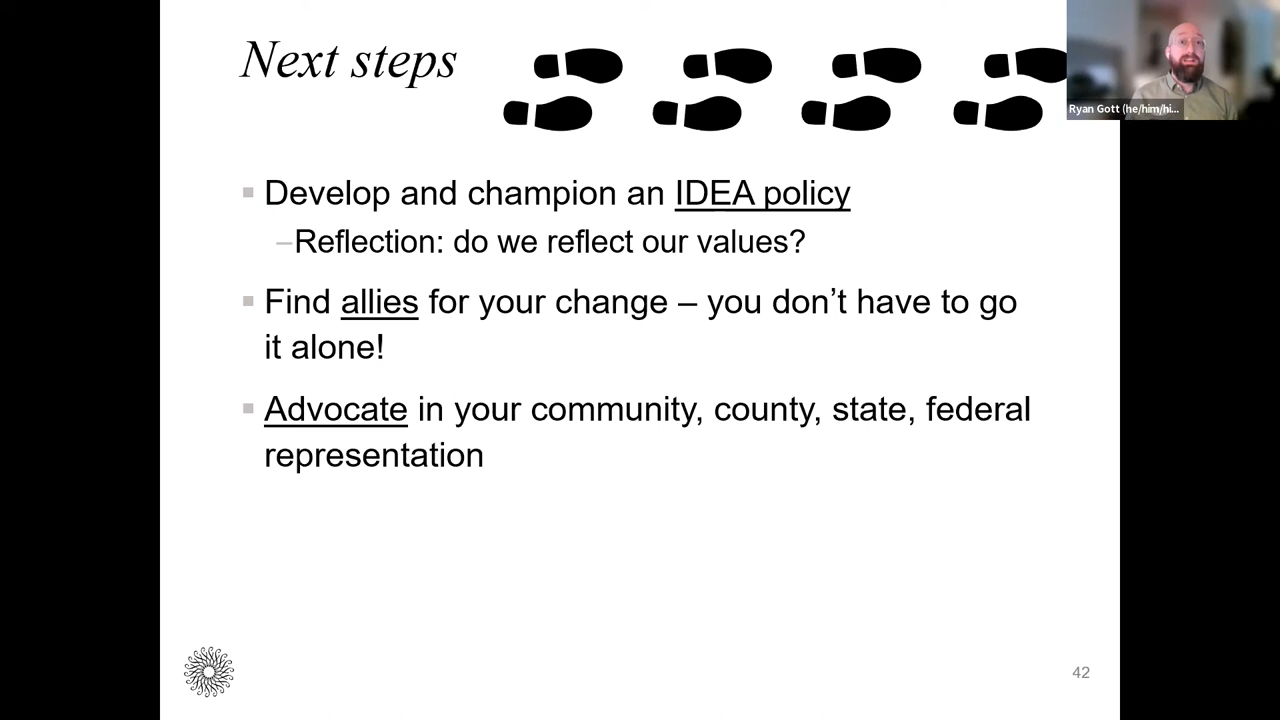 Next steps
Ryan Gott (he/him/hi...
▪ Develop and champion an IDEA policy
–Reflection: do we reflect our values?
▪ Find allies for your change – you don’t have to go
it alone!
▪ Advocate in your community, county, state, federal
representation
42